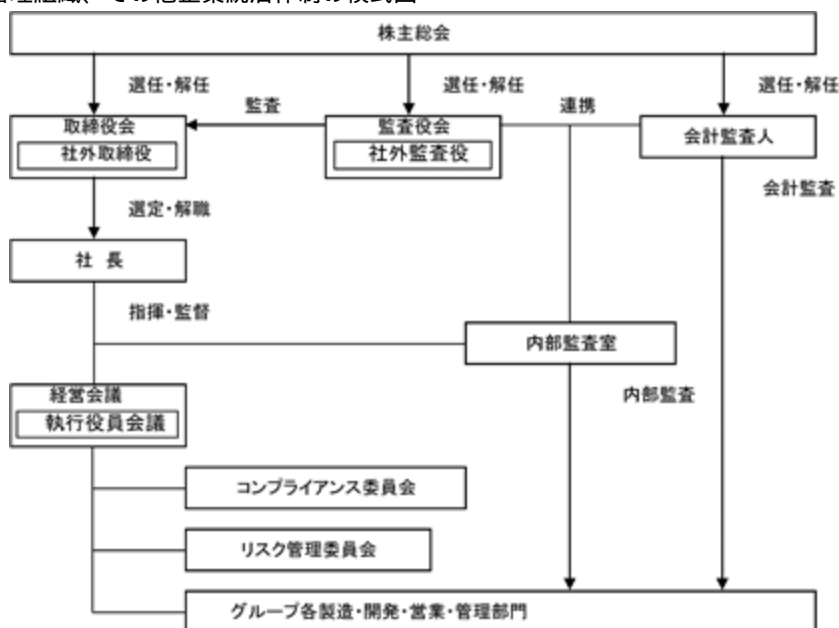 株主総会
選任・解任
選任・解任
選任・解任
監査
連携
取締役会
社外取締役
監査役会
社外監査役
会計監査人
会計監査
選定・解職
社 長
指揮・監督
内部監査室
経営会議
執行役員会議
内部監査
コンプライアンス委員会
リスク管理委員会
グループ各製造・開発・営業・管理部門